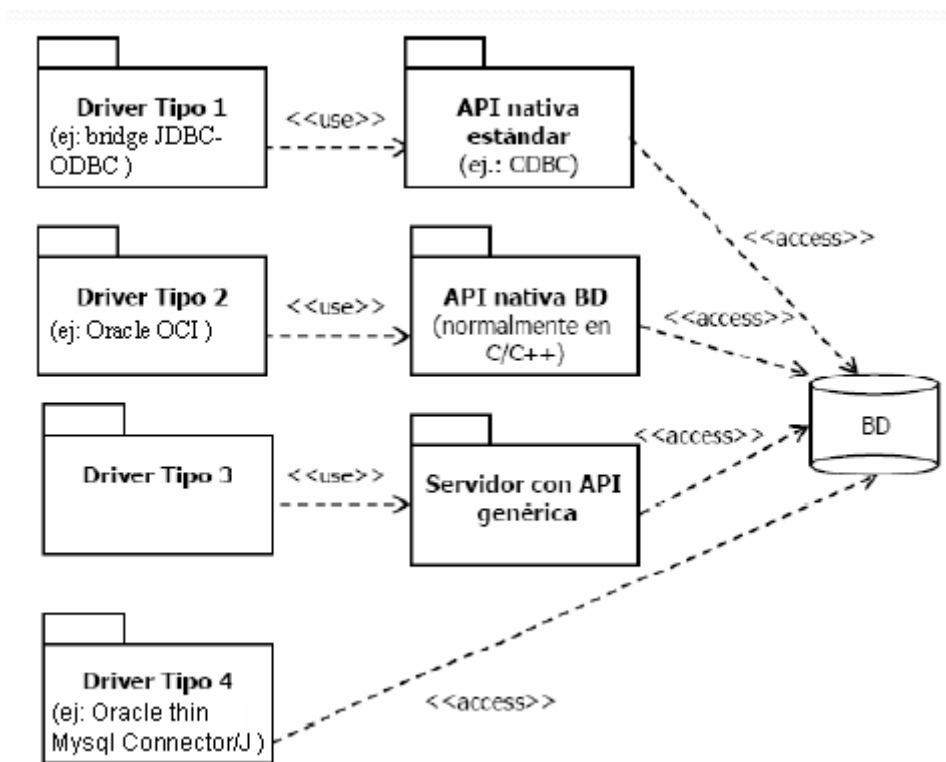 Driver Tipo 1
(ej: bridge JDBC-
ODBC )
<<use>>
API nativa
estándar
(ej.: CDBC)
<<access>>
Driver Tipo 2
(ej: Oracle OCI )
<<use>>
API nativa BD
(normalmente en
C/C++)
<<access>>
BD
Driver Tipo 3
<<use>>
Servidor con API
genérica
<<access>>
Driver Tipo 4
(ej: Oracle thin
Mysql Connector/J )
<<access>>